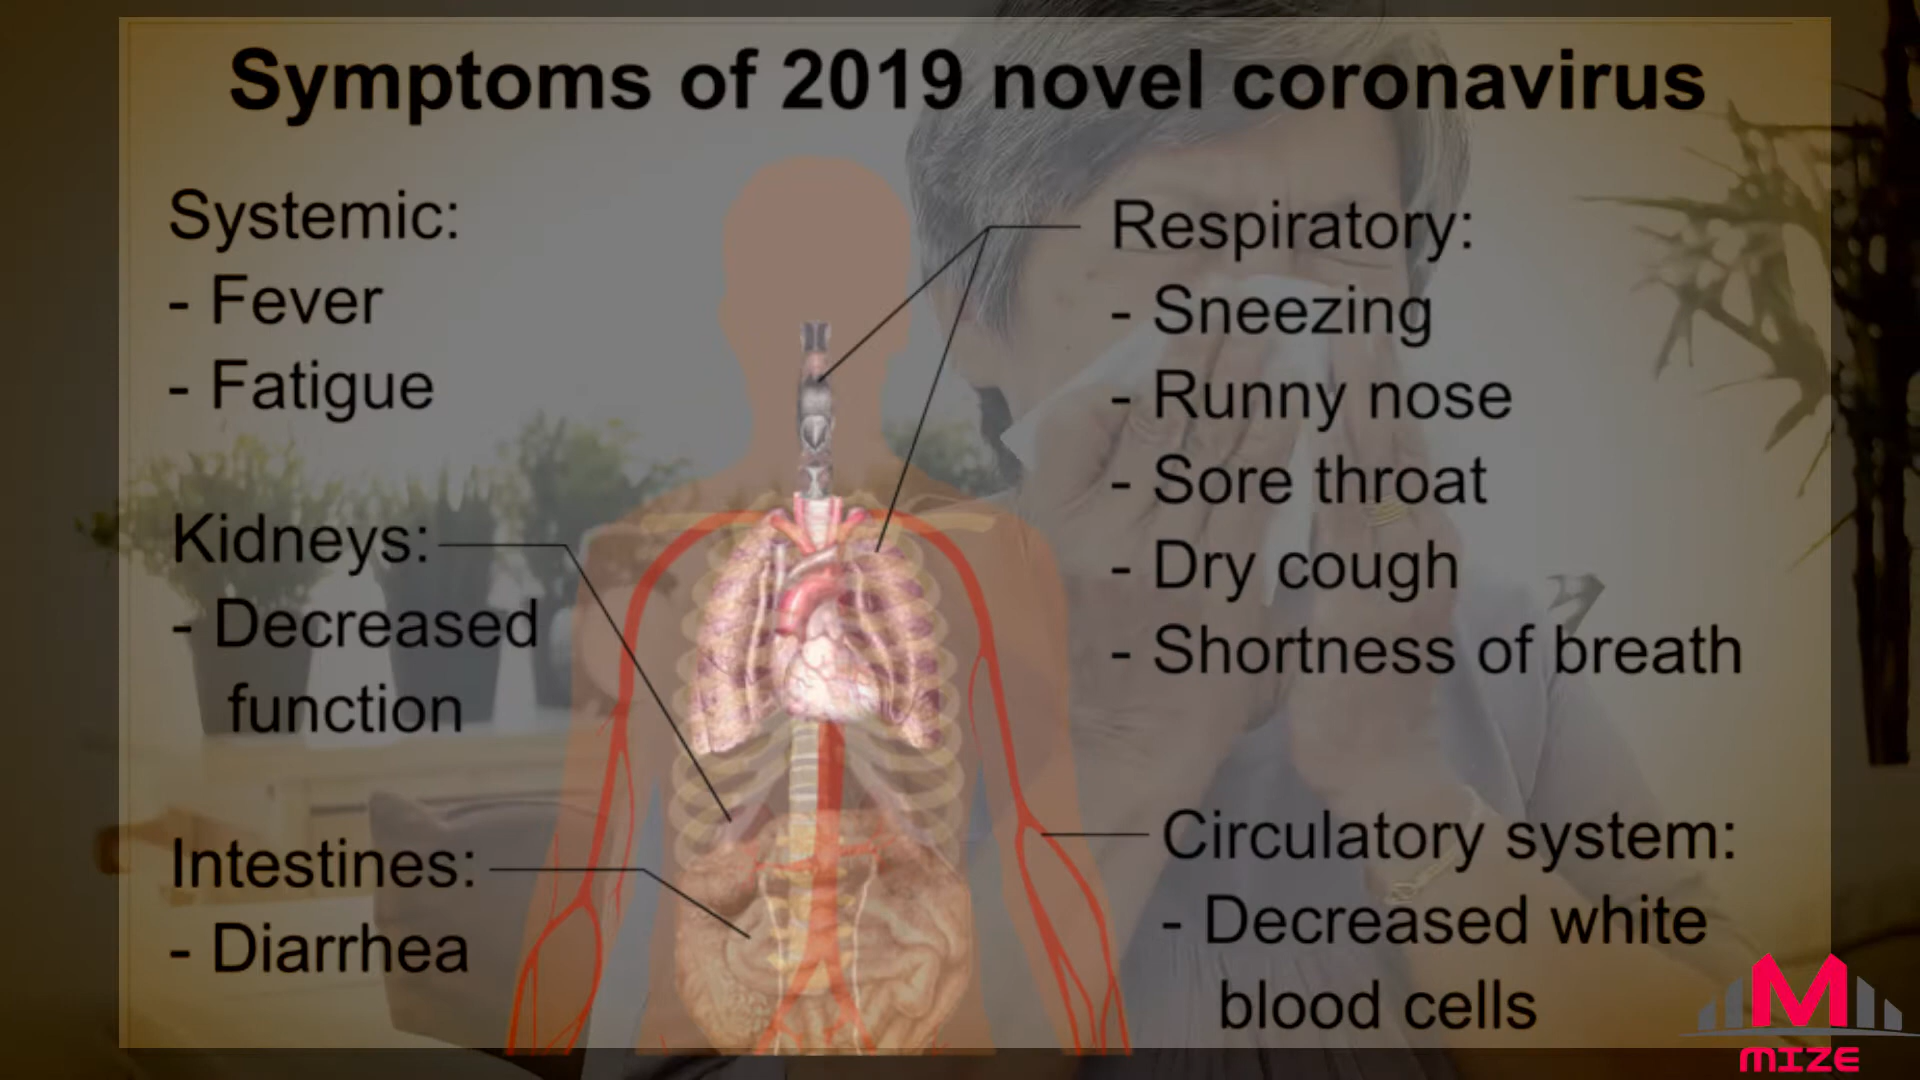 Symptoms of 2019 novel coronavirus
Systemic:
- Fever
- Fatigue
Kidneys:
- Decreased
function
Intestines:
- Diarrhea
Respiratory:
- Sneezing
- Runny nose
- Sore throat
- Dry cough
- Shortness of breath
Circulatory system:
- Decreased white
blood cells
M
MIZE